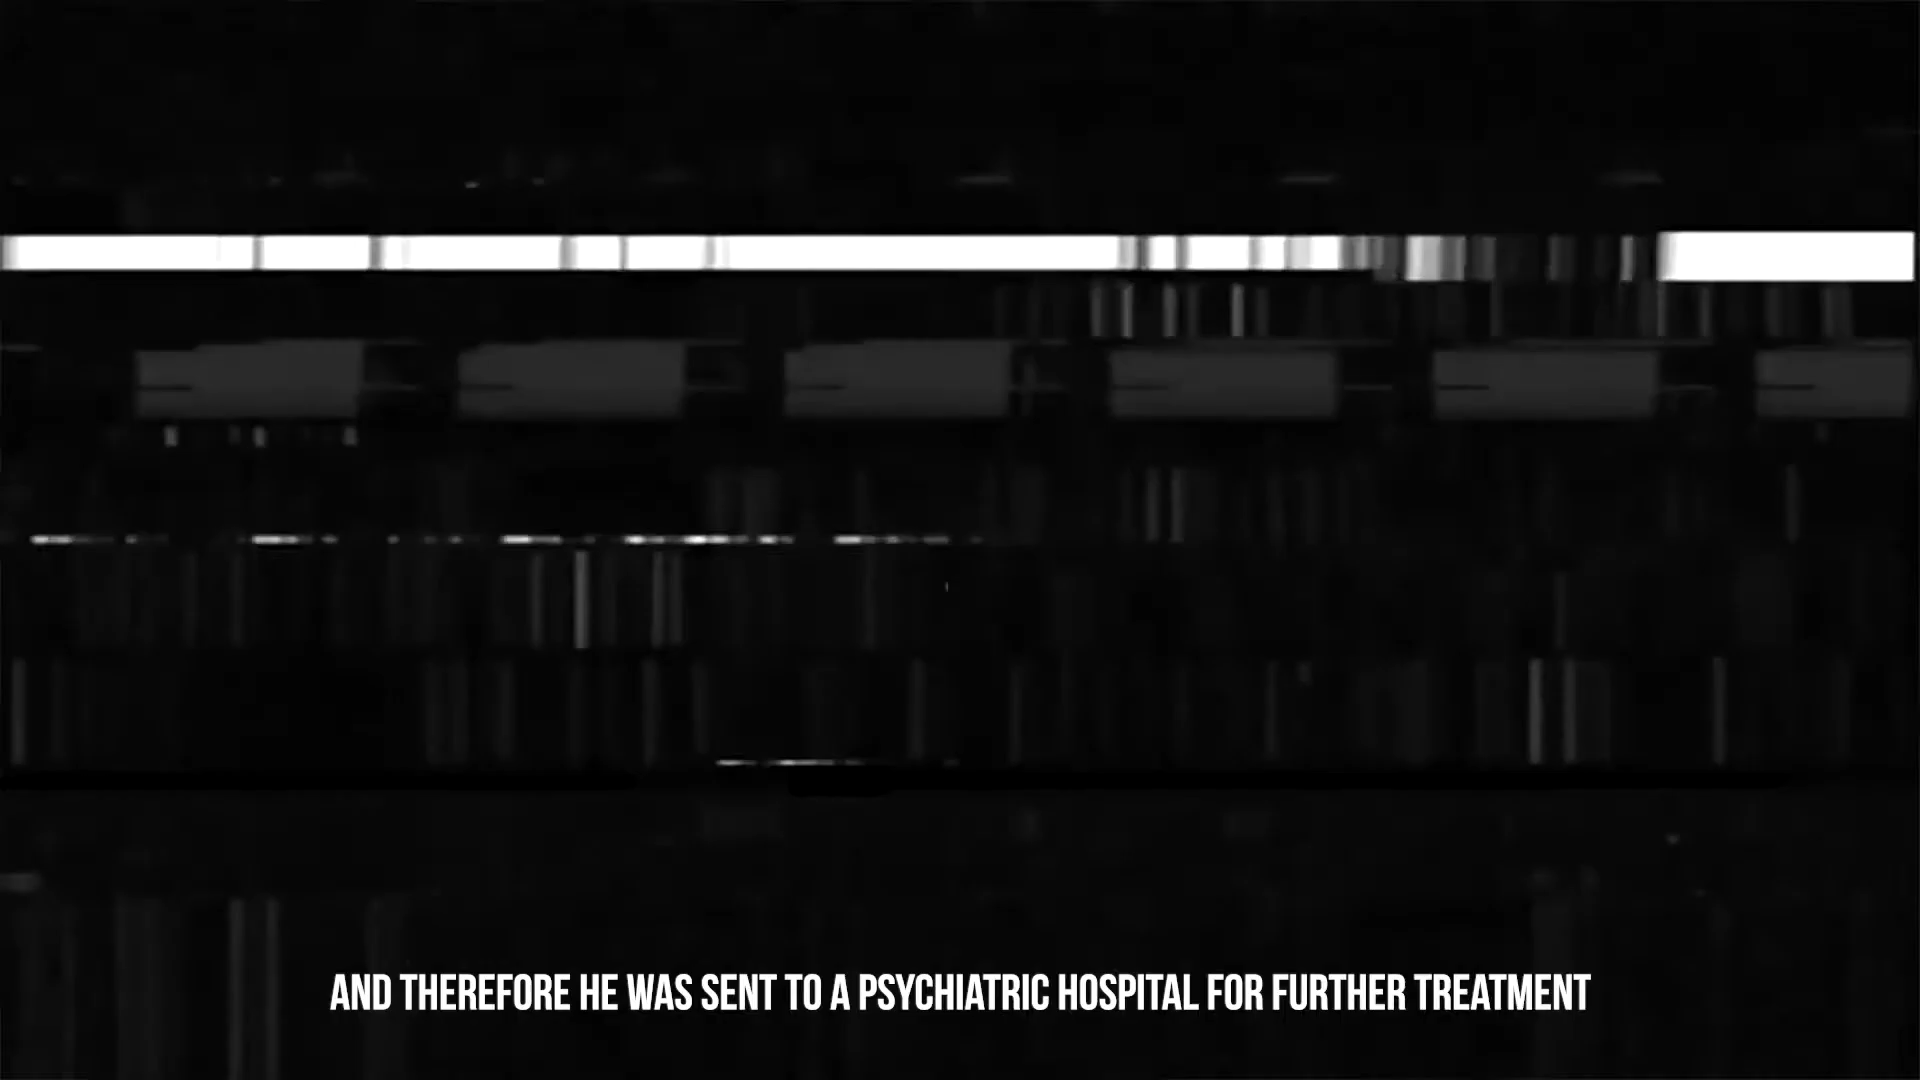 AND THEREFORE HE WAS SENT TO A PSYCHIATRIC HOSPITAL FOR FURTHER TREATMENT